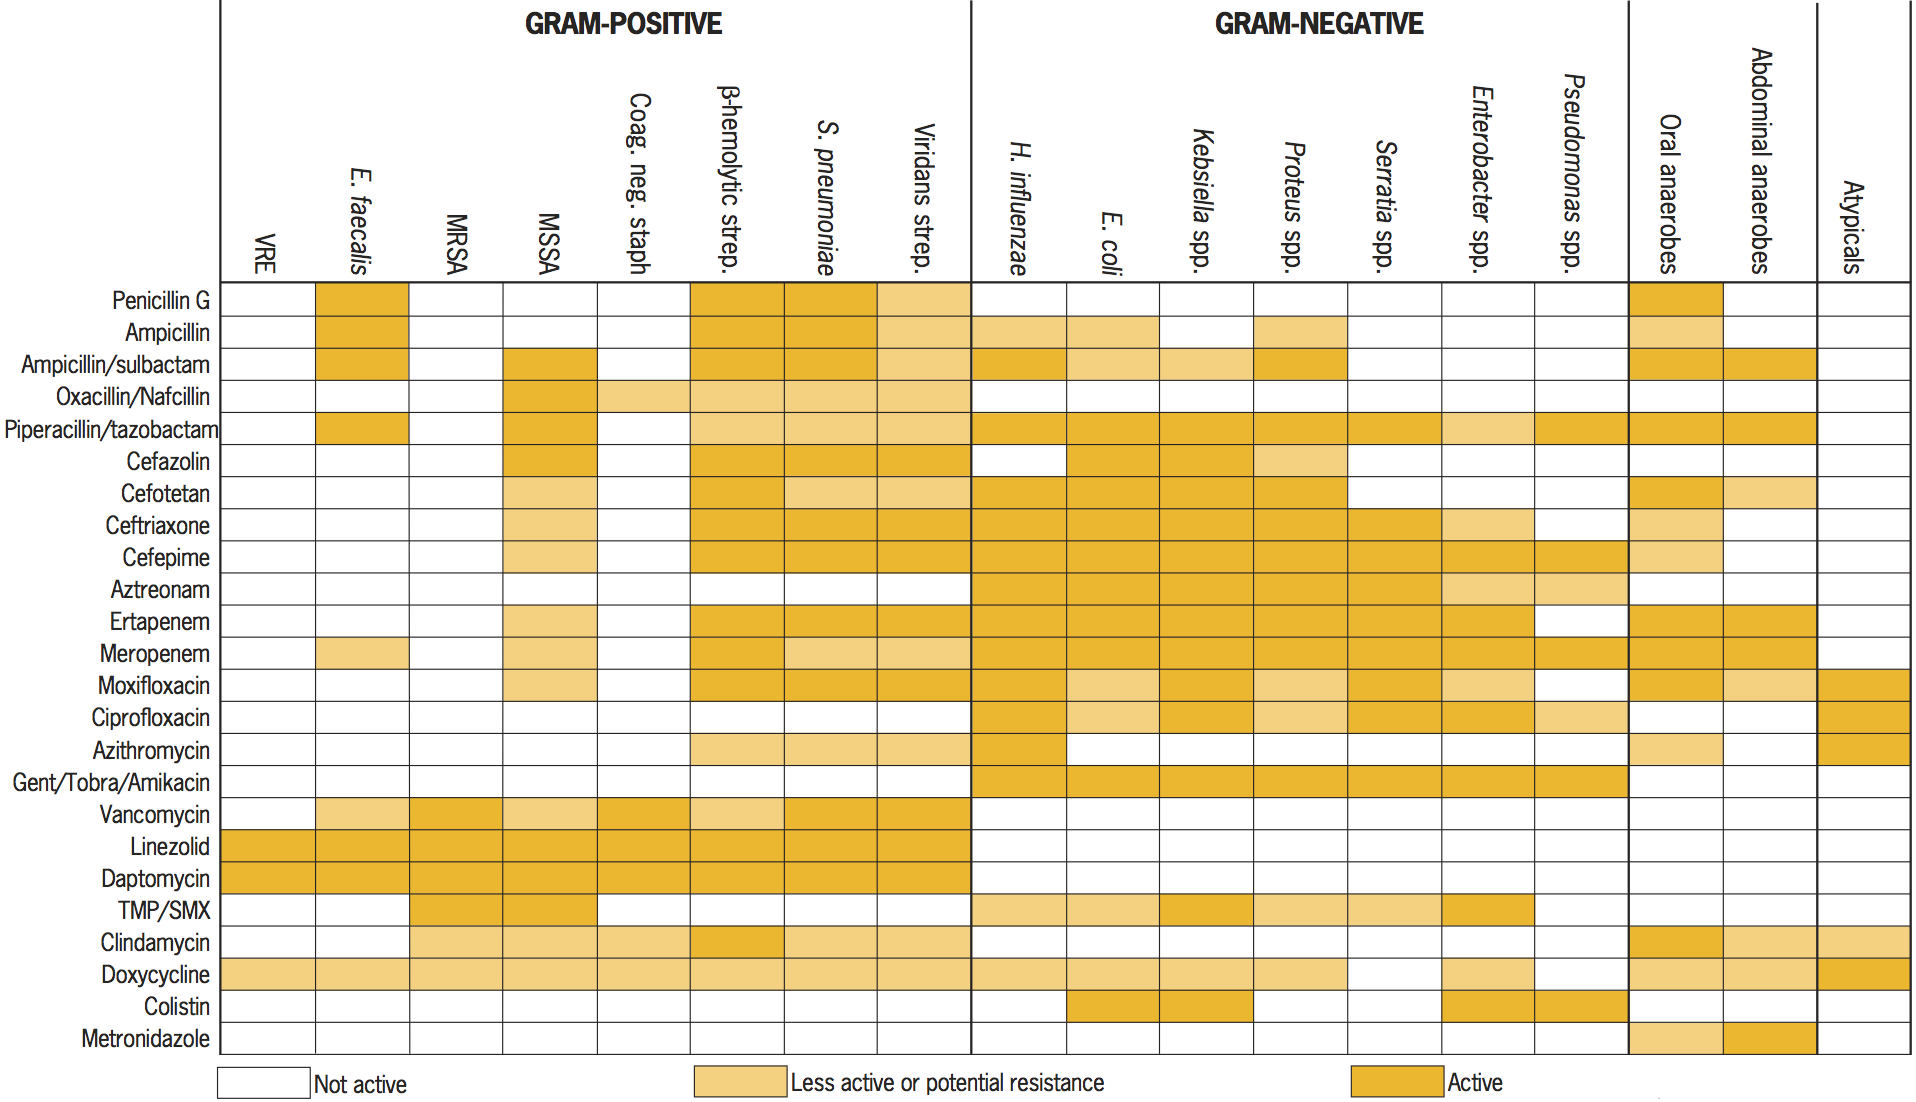 GRAM-POSITIVE
GRAM-NEGATIVE
VRE
E. faecalis
MRSA
MSSA
Coag. neg. staph
β-hemolytic strep.
S. pneumoniae
Viridans strep.
H. influenzae
E. coli
Kebsiella spp.
Proteus spp.
Serratia spp.
Enterobacter spp.
Pseudomonas spp.
Oral anaerobes
Abdominal anaerobes
Atypicals
Penicillin G
Ampicillin
Ampicillin/sulbactam
Oxacillin/Nafcillin
Piperacillin/tazobactam
Cefazolin
Cefotetan
Ceftriaxone
Cefepime
Aztreonam
Ertapenem
Meropenem
Moxifloxacin
Ciprofloxacin
Azithromycin
Gent/Tobra/Amikacin
Vancomycin
Linezolid
Daptomycin
TMP/SMX
Clindamycin
Doxycycline
Colistin
Metronidazole
Not active
Less active or potential resistance
Active